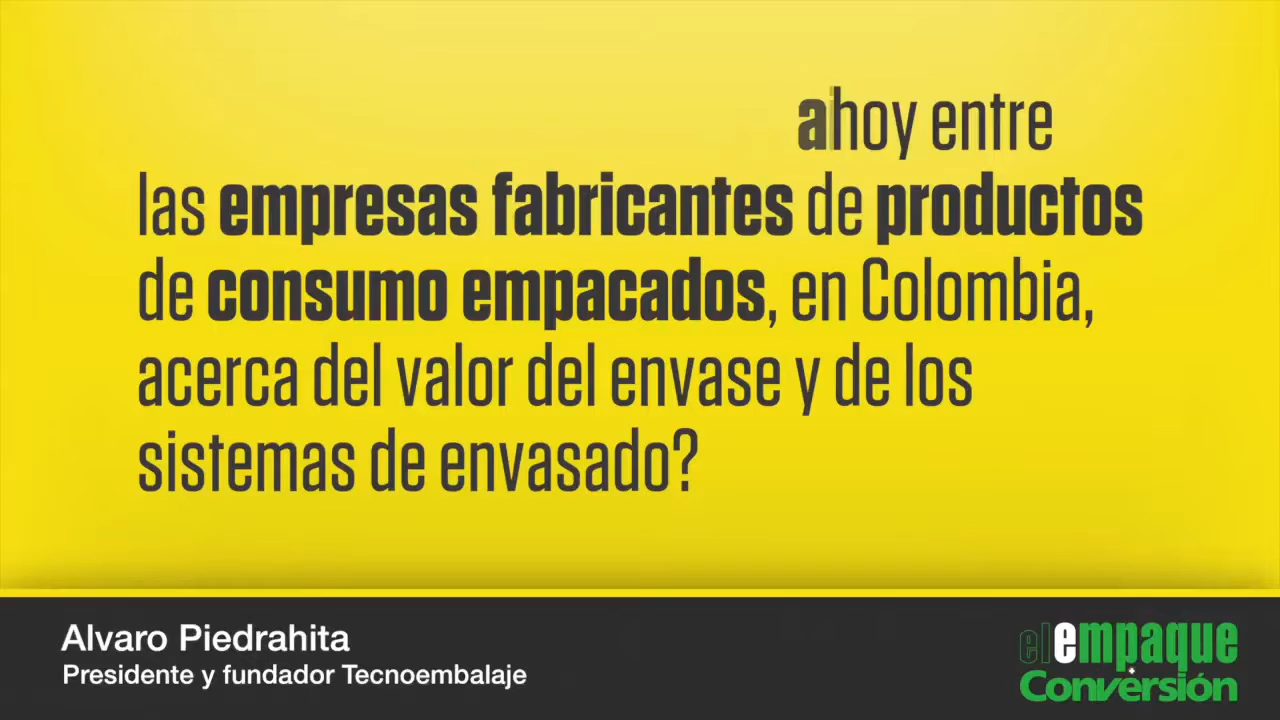 hoy entre
las empresas fabricantes de productos
de consumo empacados, en Colombia,
acerca del valor del envase y de los
sistemas de envasado?
Alvaro Piedrahita
Presidente y fundador Tecnoembalaje
elempaque
+
Conversión